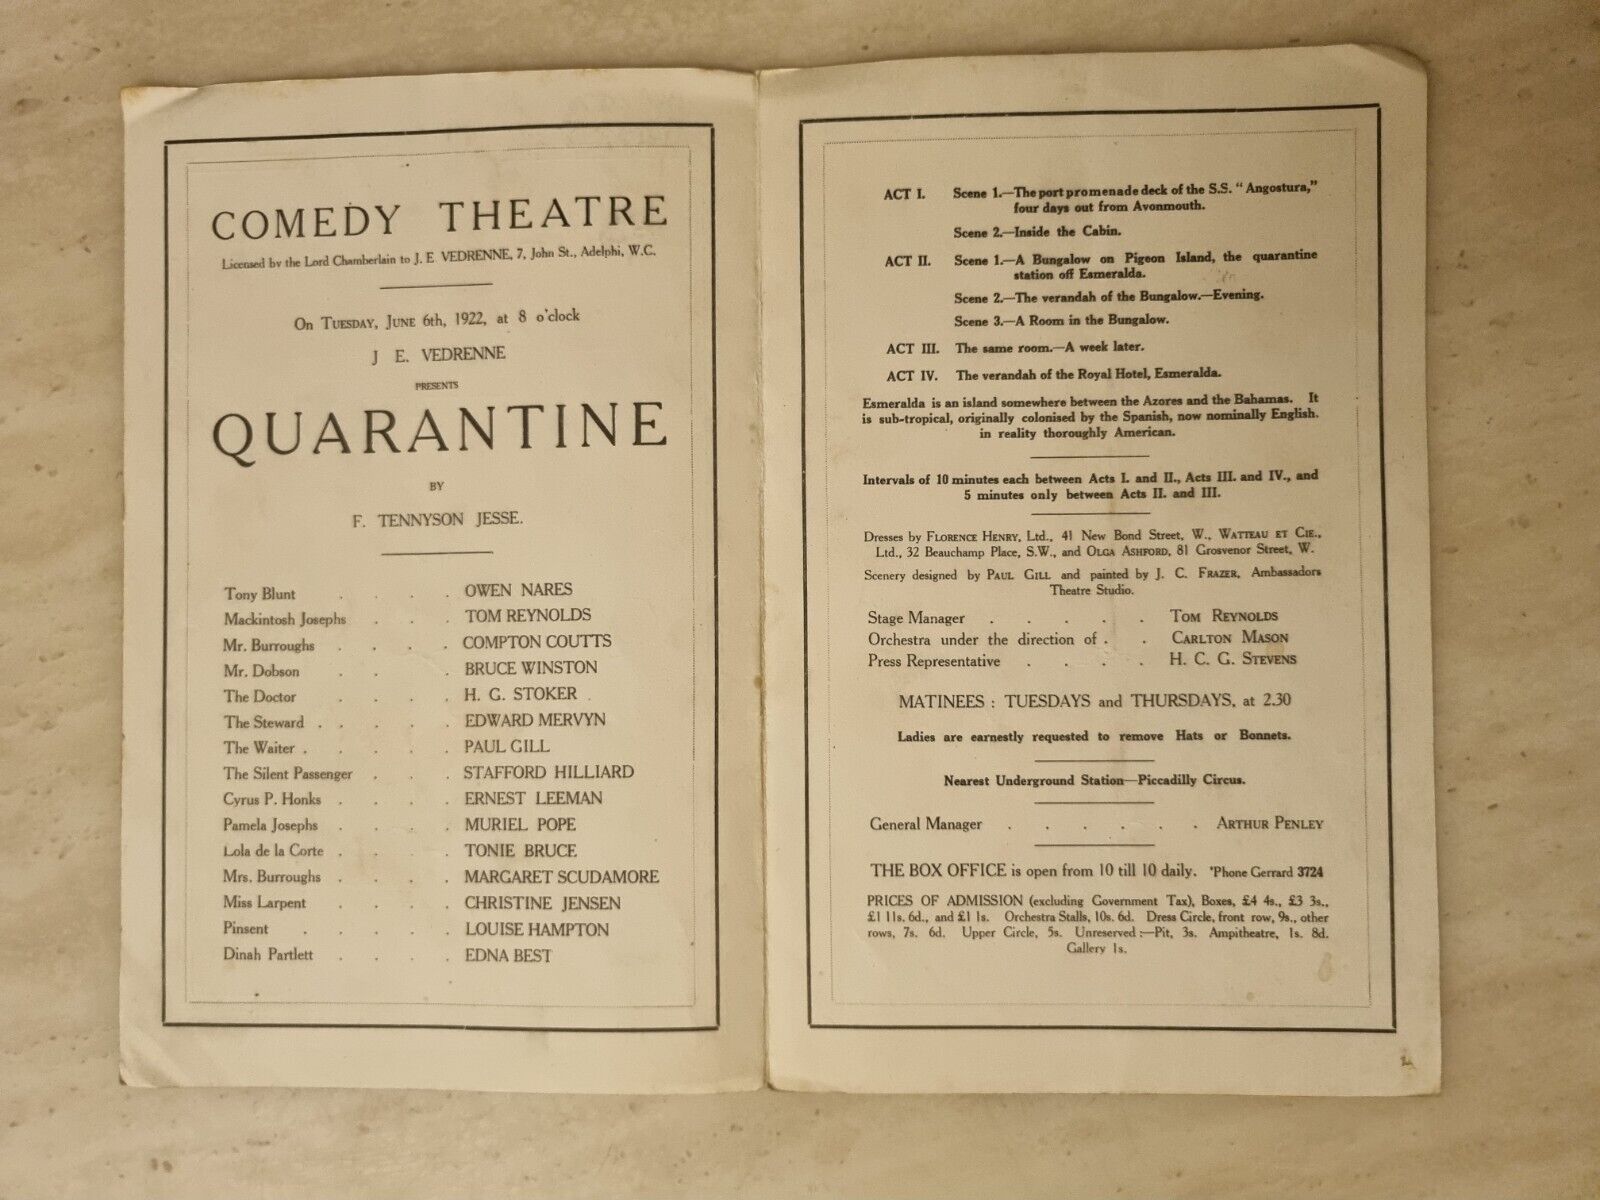 COMEDY THEATRE
Licensed by the Lord Chamberlain to J. E. VEDRENNE, 7, John St., Adelphi, W.C.
On TUESDAY, JUNE 6th, 1922, at 8 o'clock
J E. VEDRENNE
PRESENTS
QUARANTINE
BY
F. TENNYSON JESSE.
Tony Blunt . . . . OWEN NARES
Mackintosh Josephs . . . TOM REYNOLDS
Mr. Burroughs . . . . COMPTON COUTTS
Mr. Dobson . . . BRUCE WINSTON
The Doctor . . . . H. G. STOKER
The Steward . . . . . EDWARD MERVYN
The Waiter . . . . . PAUL GILL
The Silent Passenger . . . STAFFORD HILLIARD
Cyrus P. Honks . . . . ERNEST LEEMAN
Pamela Josephs . . . . MURIEL POPE
Lola de la Corte . . . . TONIE BRUCE
Mrs. Burroughs . . . . MARGARET SCUDAMORE
Miss Larpent . . . . CHRISTINE JENSEN
Pinsent . . . . . LOUISE HAMPTON
Dinah Partlett . . . . EDNA BEST
ACT I. Scene 1.—The port promenade deck of the S.S. "Angostura,"
four days out from Avonmouth.
Scene 2.—Inside the Cabin.
ACT II. Scene 1.—A Bungalow on Pigeon Island, the quarantine
station off Esmeralda.
Scene 2.—The verandah of the Bungalow.—Evening.
Scene 3.—A Room in the Bungalow.
ACT III. The same room.—A week later.
ACT IV. The verandah of the Royal Hotel, Esmeralda.
Esmeralda is an island somewhere between the Azores and the Bahamas. It
is sub-tropical, originally colonised by the Spanish, now nominally English.
in reality thoroughly American.
Intervals of 10 minutes each between Acts I. and II., Acts III. and IV., and
5 minutes only between Acts II. and III.
Dresses by FLORENCE HENRY, Ltd., 41 New Bond Street, W., WATTEAU ET CIE.,
Ltd., 32 Beauchamp Place, S.W., and OLGA ASHFORD, 81 Grosvenor Street, W.
Scenery designed by PAUL GILL and painted by J. C. FRAZER, Ambassadors
Theatre Studio.
Stage Manager . . . . . TOM REYNOLDS
Orchestra under the direction of . . CARLTON MASON
Press Representative . . . . H. C. G. STEVENS
MATINEES : TUESDAYS and THURSDAYS, at 2.30
Ladies are earnestly requested to remove Hats or Bonnets.
Nearest Underground Station—Piccadilly Circus.
General Manager . . . . . . ARTHUR PENLEY
THE BOX OFFICE is open from 10 till 10 daily. 'Phone Gerrard 3724
PRICES OF ADMISSION (excluding Government Tax), Boxes, £4 4s., £3 3s.,
£1 11s. 6d., and £1 1s. Orchestra Stalls, 10s. 6d. Dress Circle, front row, 9s., other
rows, 7s. 6d. Upper Circle, 5s. Unreserved :—Pit, 3s. Ampitheatre, 1s. 8d.
Gallery 1s.